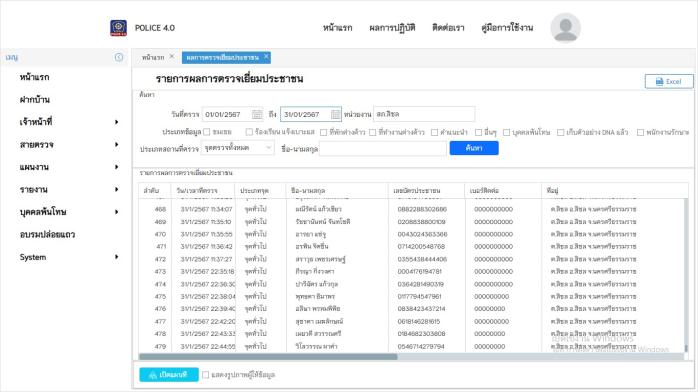 POLICE 4.0
หน้าแรก ผลการปฏิบัติ ติดต่อเรา คู่มือการใช้งาน
เมนู
หน้าแรก
ฝากบ้าน
เจ้าหน้าที่
สายตรวจ
แผนงาน
รายงาน
บุคคลพ้นโทษ
อบรมปล่อยแถว
System
หน้าแรก × ผลการตรวจเยี่ยมประชาชน ×
รายการผลการตรวจเยี่ยมประชาชน
Excel
ค้นหา
วันที่ตรวจ 01/01/2567 ถึง 31/01/2567 หน่วยงาน สภ.สิชล
ประเภทข้อมูล ชมเชย ร้องเรียน แจ้งเบาะแส ที่พักต่างด้าว ที่ทำงานต่างด้าว คำแนะนำ อื่นๆ บุคคลพ้นโทษ เก็บตัวอย่าง DNA แล้ว พนักงานรักษาค
ประเภทสถานที่ตรวจ จุดตรวจทั้งหมด ชื่อ-นามสกุล ค้นหา
รายการผลการตรวจเยี่ยมประชาชน
ลำดับ วัน/เวลาที่ตรวจ ประเภทจุด ชื่อ-นามสกุล เลขบัตรประชาชน เบอร์ติดต่อ ที่อยู่
468 31/1/2567 11:34:07 จุดทั่วไป มณีรัตน์ แก้วเขียว 0882288302686 0000000000 ต.สิชล อ.สิชล จ.นครศรีธรรมราช
469 31/1/2567 11:35:10 จุดทั่วไป รัชชานันทน์ จันทโชติ 0208838800109 0000000000 ต.สิชล อ.สิชล จ.นครศรีธรรมราช
470 31/1/2567 11:35:55 จุดทั่วไป อารยา แซ่จู 0043024363366 0000000000 ต.สิชล อ.สิชล จ.นครศรีธรรมราช
471 31/1/2567 11:36:42 จุดทั่วไป อรทัน จิตชื่น 0714200548768 0000000000 ต.สิชล อ.สิชล จ.นครศรีธรรมราช
472 31/1/2567 11:37:27 จุดทั่วไป สราวุธ เพชรเศรษฐ์ 0355438444406 0000000000 ต.สิชล อ.สิชล จ.นครศรีธรรมราช
473 31/1/2567 22:35:18 จุดทั่วไป ภิรญา กังวงศา 0004176194781 000000000 ต.สิชล อ.สิชล จ.นครศรีธรรมราช
474 31/1/2567 22:36:30 จุดทั่วไป ปาริฉัตร แก้วกุล 0364281490319 000000000 ต.สิชล อ.สิชล จ.นครศรีธรรมราช
475 31/1/2567 22:38:04 จุดทั่วไป พุทธตา ธิมาพร 0117794547961 000000000 ต.สิชล อ.สิชล จ.นครศรีธรรมราช
476 31/1/2567 22:39:40 จุดทั่วไป อลิษา พรหมพิทิพ 0838423437214 000000000 ต.สิชล อ.สิชล จ.นครศรีธรรมราช
477 31/1/2567 22:42:20 จุดทั่วไป สุชาดา เมฆลักษณ์ 0618146281615 000000000 ต.สิชล อ.สิชล จ.นครศรีธรรมราช
478 31/1/2567 22:43:33 จุดทั่วไป เผมวดี สวรรณศรี 0184682303808 000000000 ต.สิชล อ.สิชล จ.นครศรีธรรมราช
479 31/1/2567 22:44:55 จุดทั่วไป วิโลวรรณ ผาคำ 0546714279794 000000000 ต.สิชล อ.สิชล จ.นครศรีธรรมราช
เปิดแผนที่ แสดงรูปภาพผู้ให้ข้อมูล